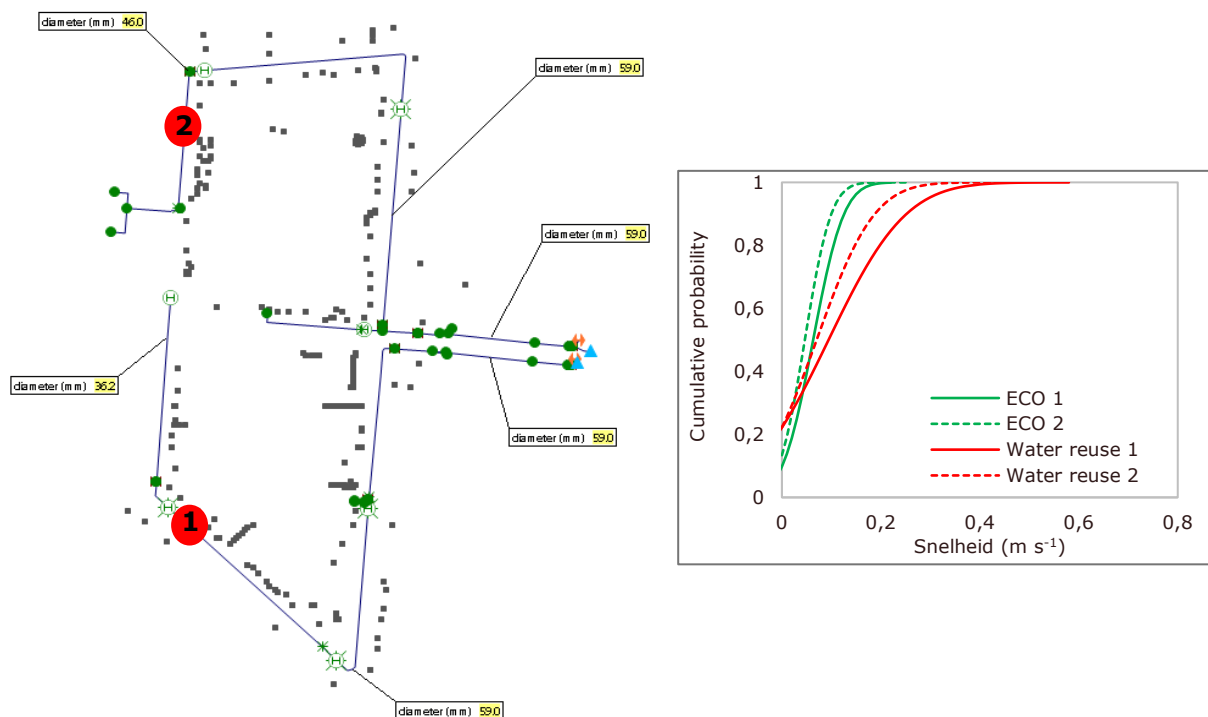 diameter (mm) 46.0
2
diameter (mm) 59.0
diameter (mm) 59.0
diameter (mm) 36.2
diameter (mm) 59.0
1
diameter (mm) 59.0
H
H
H
H
H
H
H
Cumulative probability
1
0,8
0,6
0,4
0,2
0
0
0,2
0,4
0,6
0,8
Snelheid (m s-1)
ECO 1
ECO 2
Water reuse 1
Water reuse 2